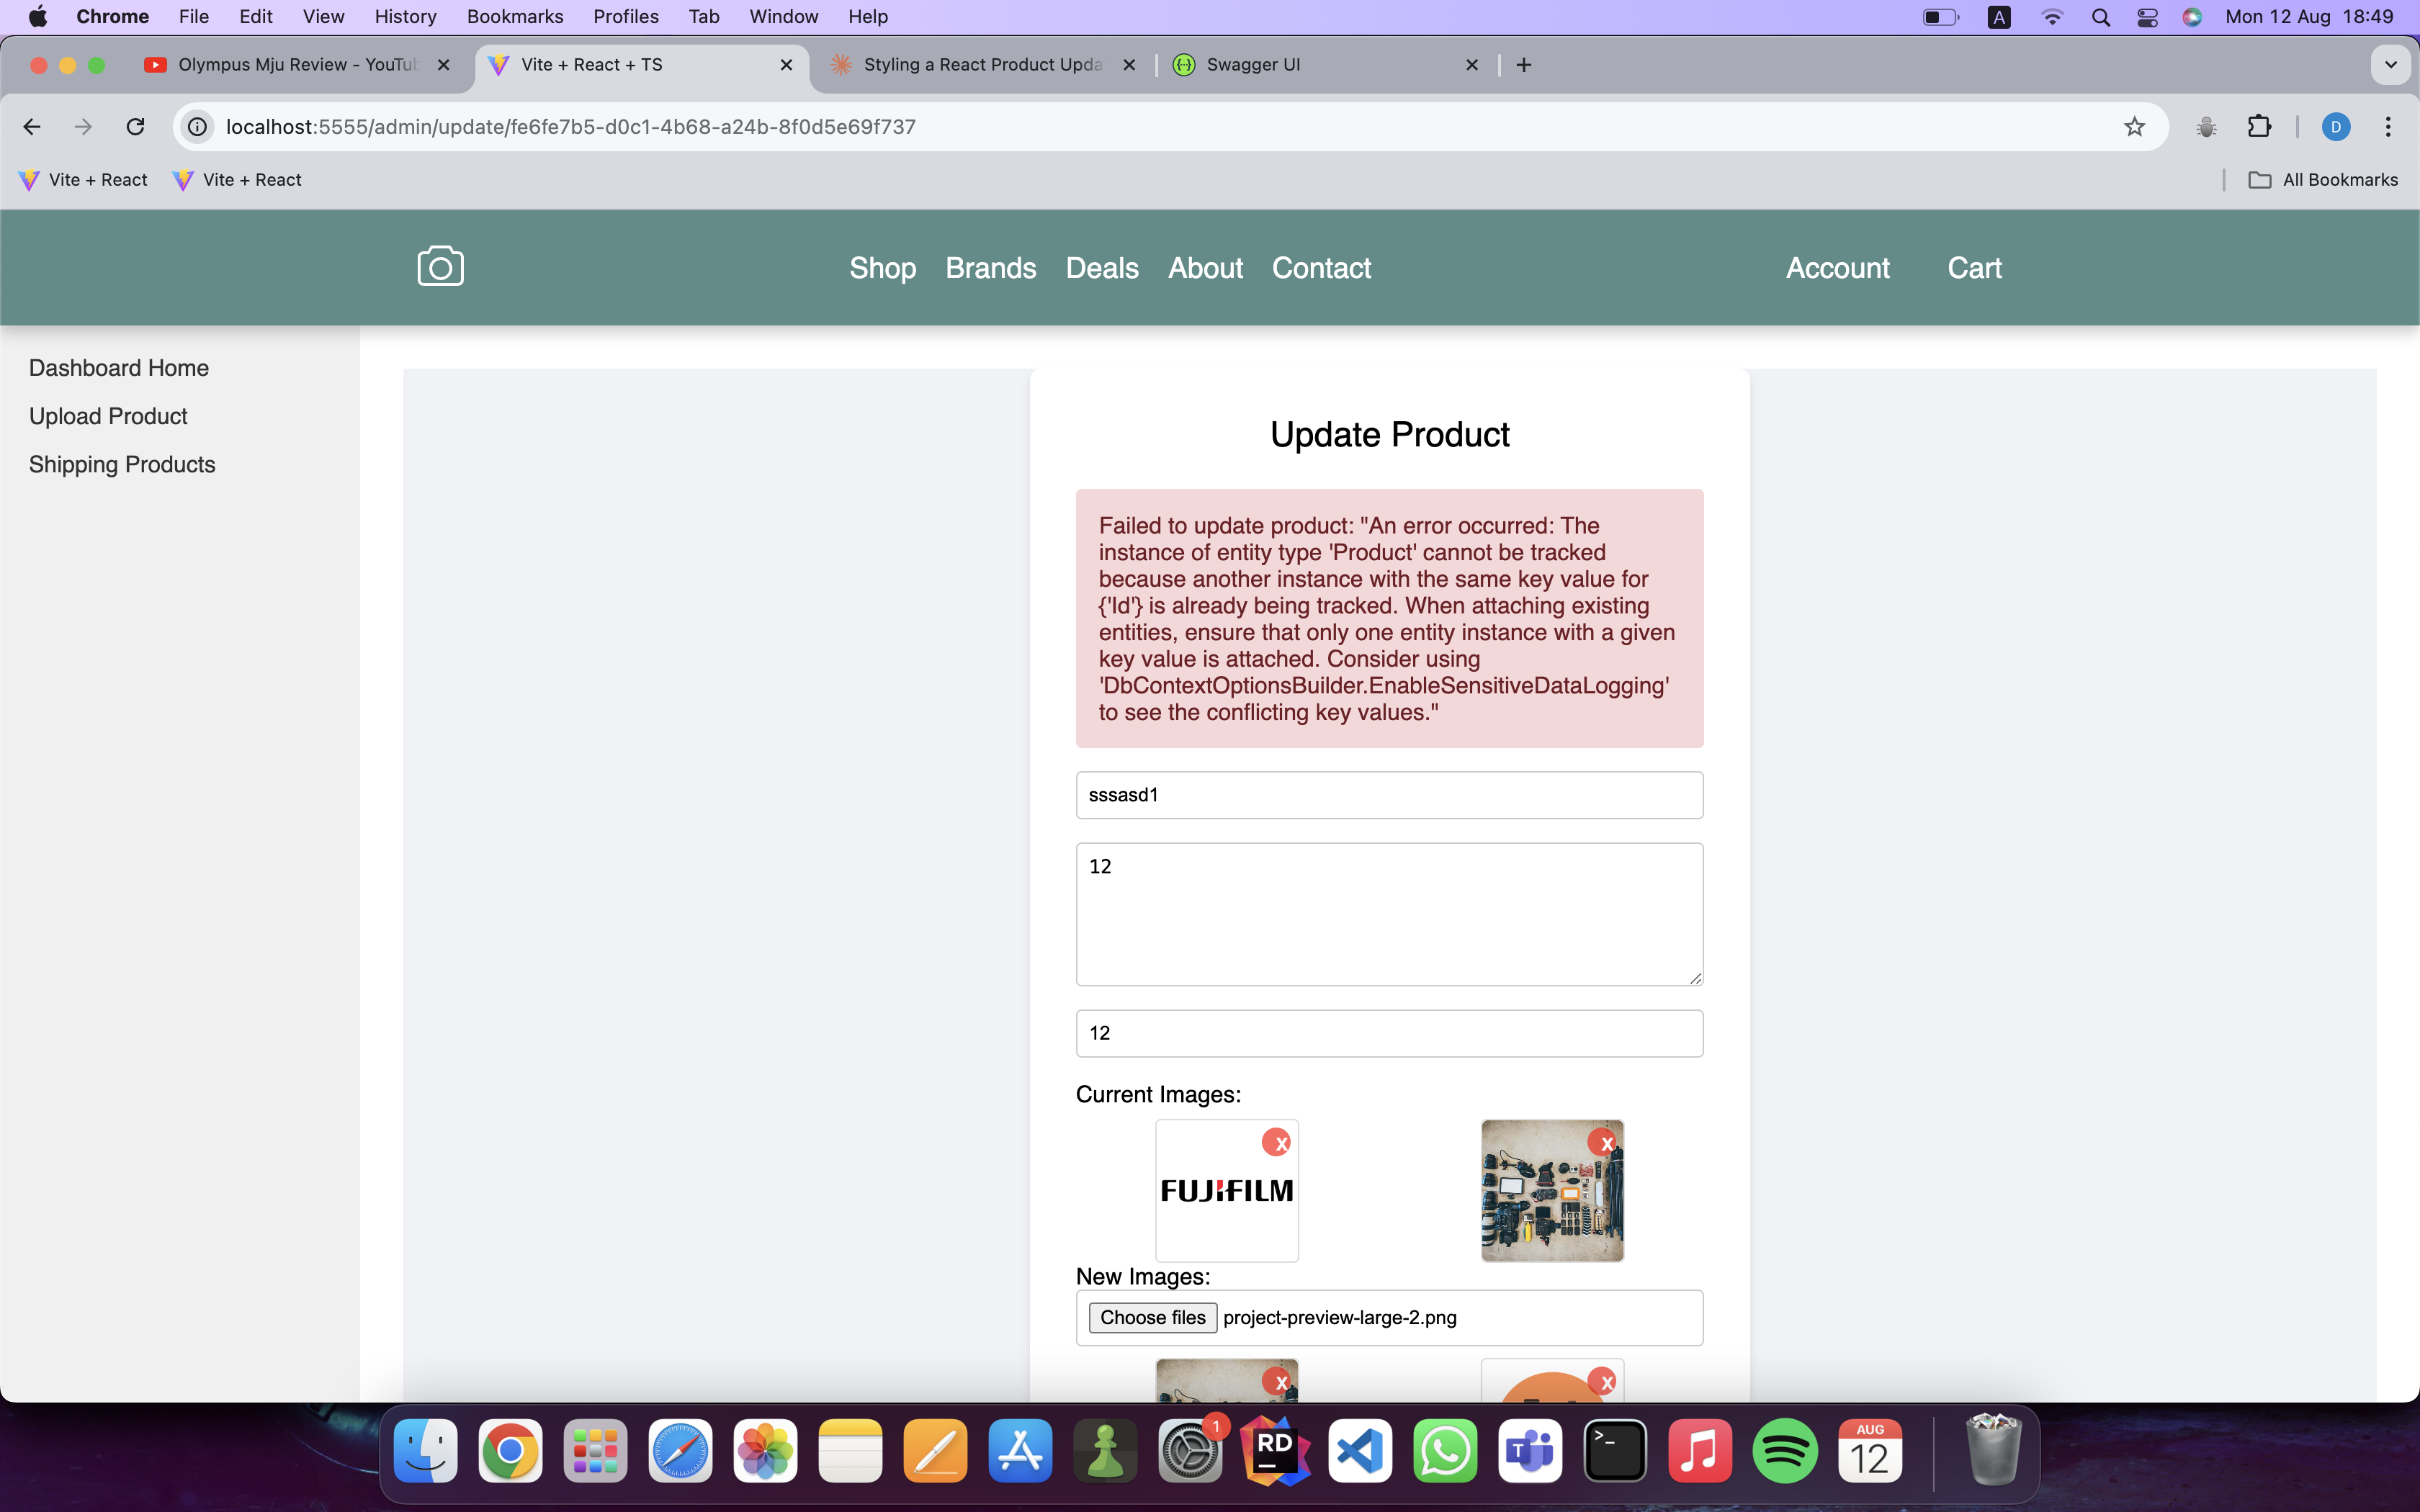 Chrome File Edit View History Bookmarks Profiles Tab Window Help
A
Mon 12 Aug 18:49
Olympus Mju Review - YouTub
Vite + React + TS
Styling a React Product Upda
Swagger UI
localhost:5555/admin/update/fe6fe7b5-d0c1-4b68-a24b-8f0d5e69f737
D
Vite + React
Vite + React
All Bookmarks
Shop Brands Deals About Contact
Account Cart
Dashboard Home
Upload Product
Shipping Products
Update Product
Failed to update product: "An error occurred: The
instance of entity type 'Product' cannot be tracked
because another instance with the same key value for
{'Id'} is already being tracked. When attaching existing
entities, ensure that only one entity instance with a given
key value is attached. Consider using
'DbContextOptionsBuilder.EnableSensitiveDataLogging'
to see the conflicting key values."
sssasd1
12
12
Current Images:
x
x
FUJIFILM
New Images:
Choose files project-preview-large-2.png
x
x
1
RD
T
AUG
12